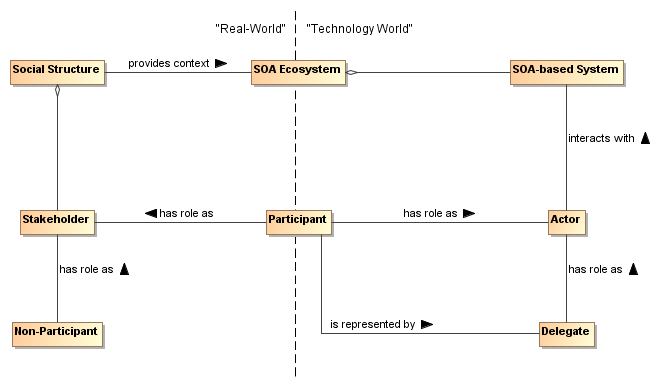 "Real-World"
"Technology World"
Social Structure
provides context
SOA Ecosystem
SOA-based System
interacts with
Stakeholder
has role as
Participant
has role as
Actor
has role as
has role as
Non-Participant
is represented by
Delegate